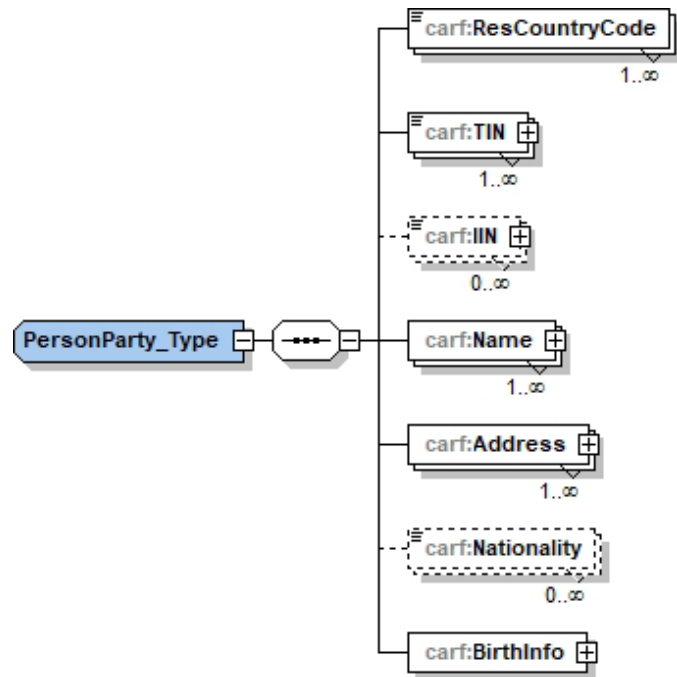 carf:ResCountryCode
1..∞
carf:TIN
1..∞
carf:IIN
0..∞
PersonParty_Type
carf:Name
1..∞
carf:Address
1..∞
carf:Nationality
0..∞
carf:BirthInfo